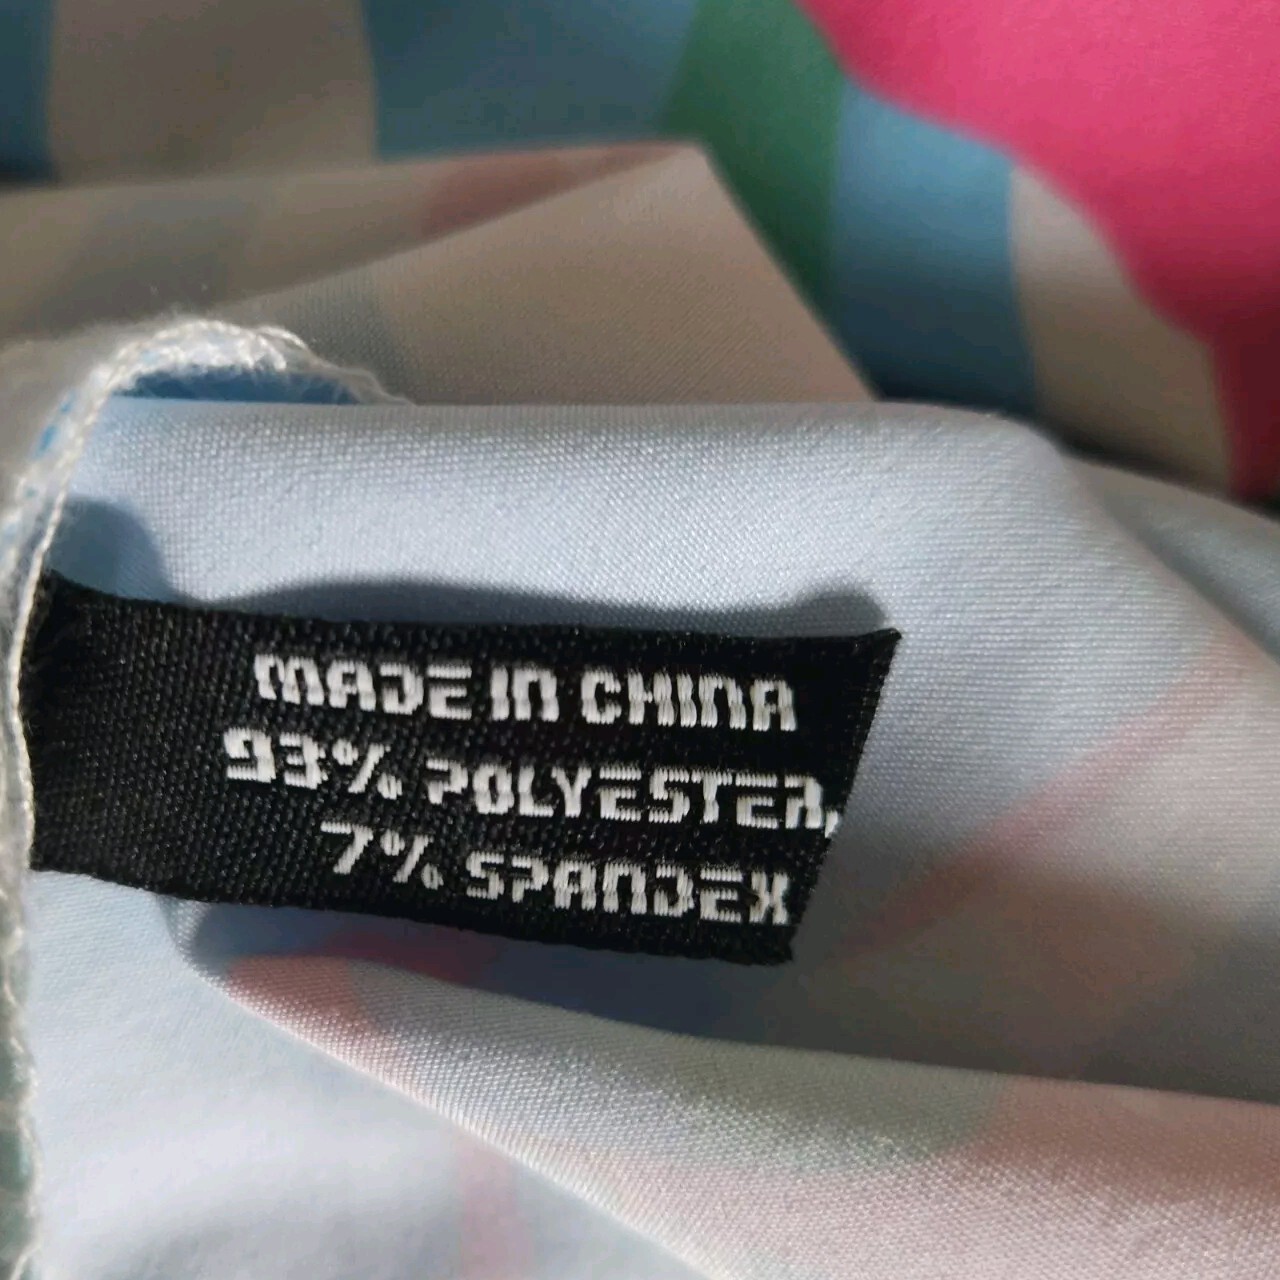 MADE IN CHINA
93% POLYESTER,
7% SPANDEX